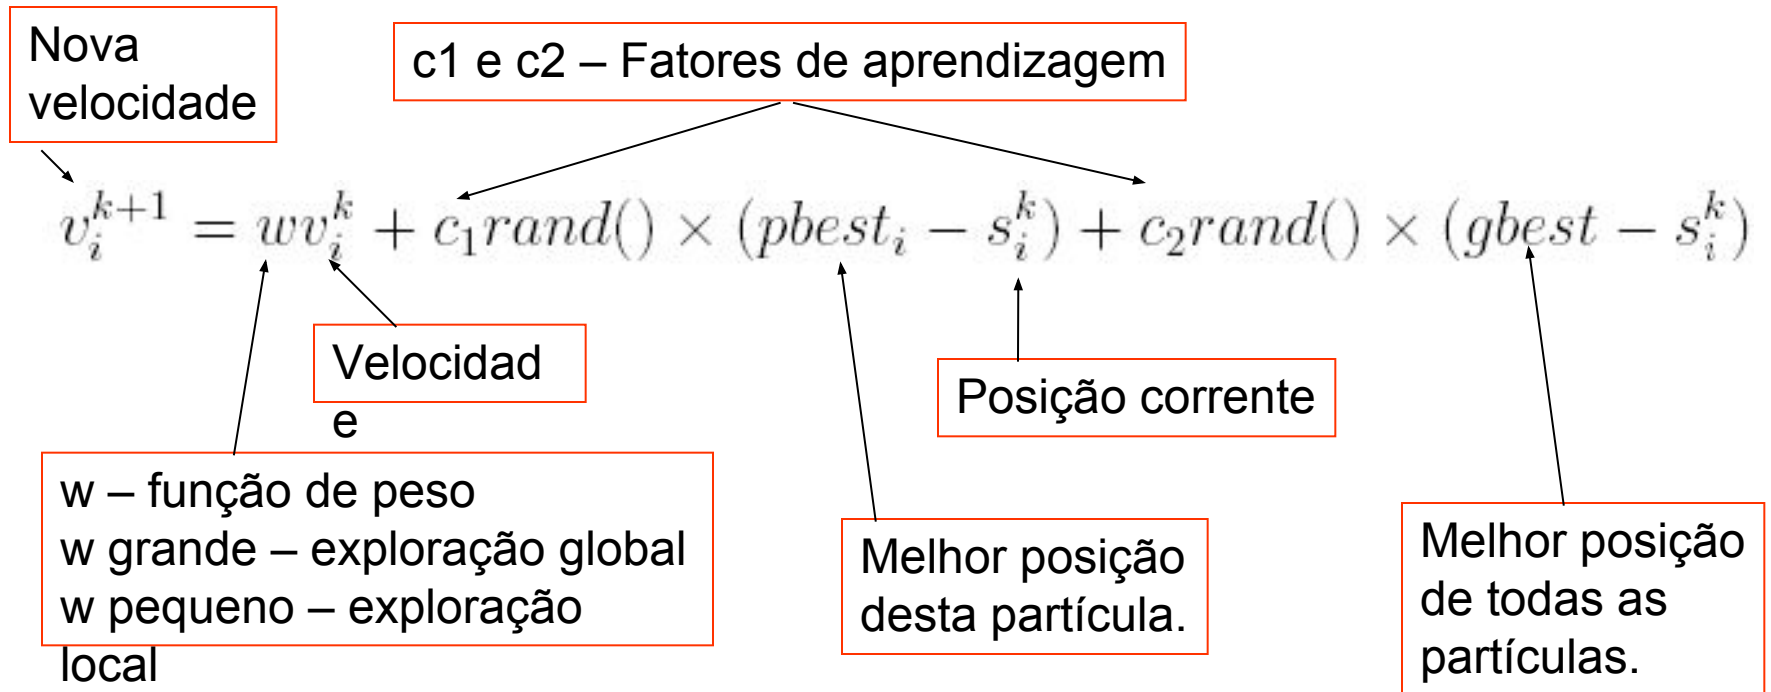 Nova
velocidade
c1 e c2 – Fatores de aprendizagem
$v_i^{k+1} = wv_i^k + c_1rand() \times (pbest_i - s_i^k) + c_2rand() \times (gbest - s_i^k)$
Velocidad
e
Posição corrente
w – função de peso
w grande – exploração global
w pequeno – exploração
local
Melhor posição
desta partícula.
Melhor posição
de todas as
partículas.